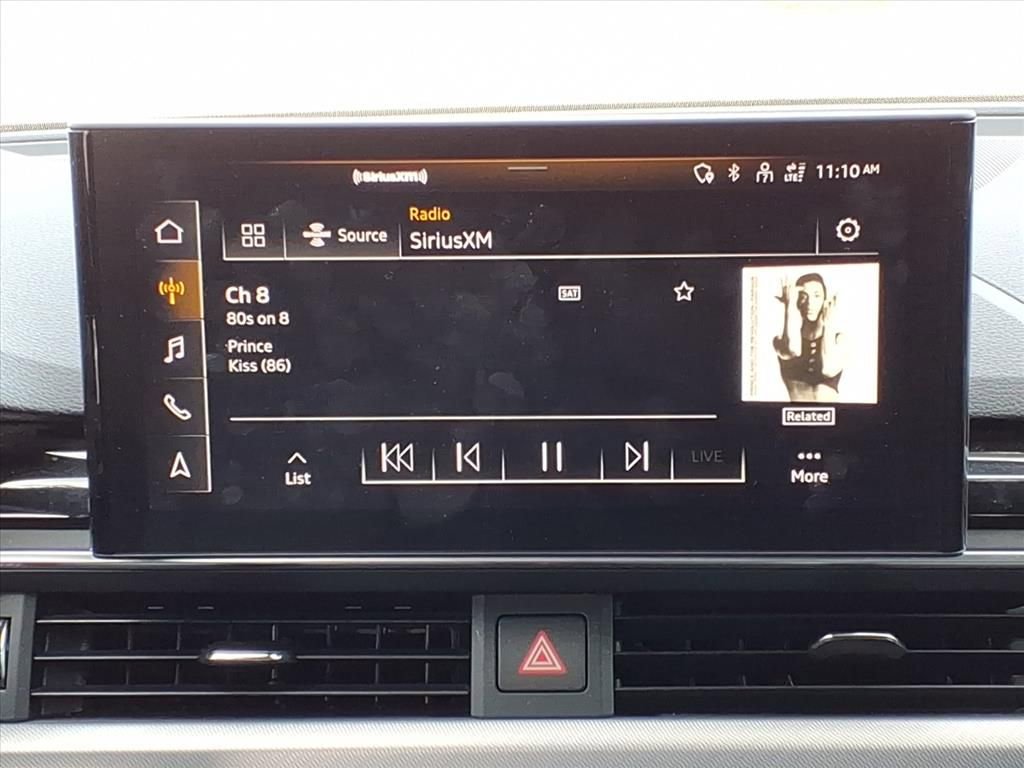 SiriusXM
LTE
11:10 AM
Source
Radio
SiriusXM
Ch 8
SAT
80s on 8
Prince
Kiss (86)
Related
List
LIVE
More